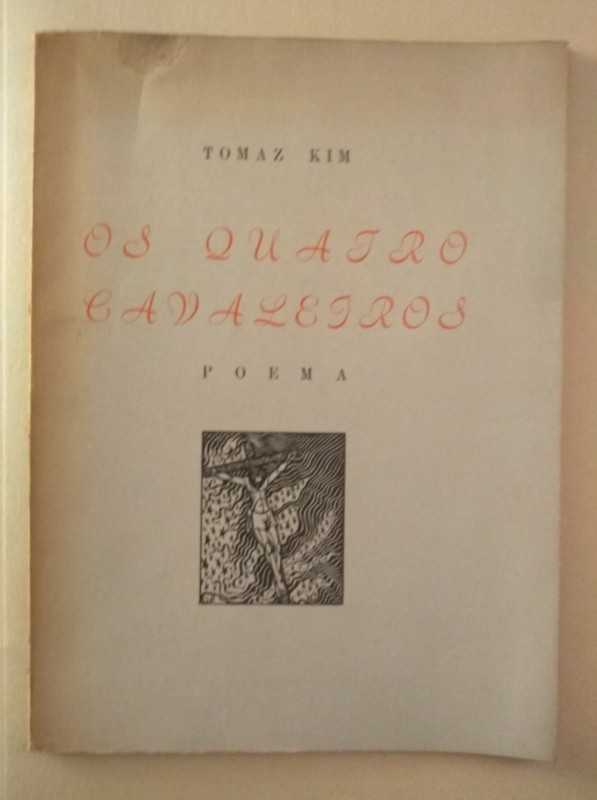 TOMAZ KIM
OS QUATRO
CAVALEIROS
POEMA